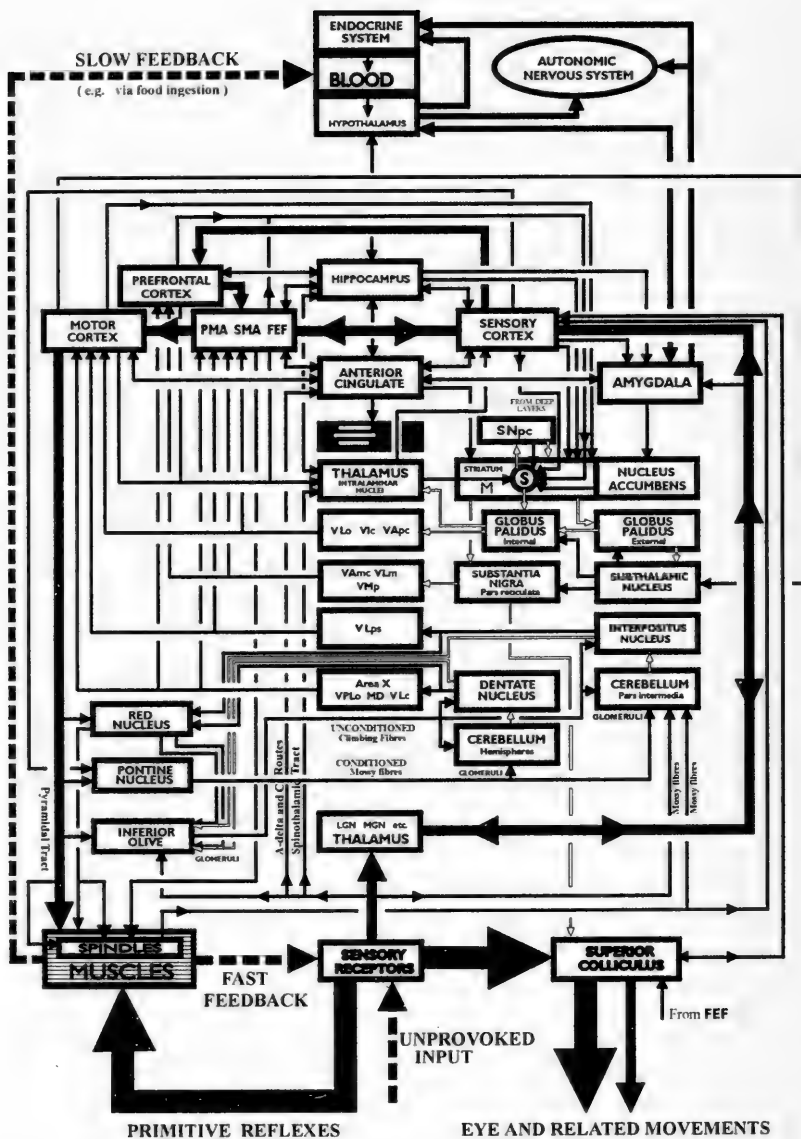 ENDOCRINE
SYSTEM
SLOW FEEDBACK
( e.g. via food ingestion )
BLOOD
AUTONOMIC
NERVOUS SYSTEM
HYPOTHALAMUS
PREFRONTAL
CORTEX
HIPPOCAMPUS
MOTOR
CORTEX
PMA SMA FEF
SENSORY
CORTEX
ANTERIOR
CINGULATE
AMYGDALA
FROM DEEP
LAYERS
SNpc
THALAMUS
INTRALAMINAR
NUCLEI
STRIATUM
M
S
NUCLEUS
ACCUMBENS
VLo VIc VApc
GLOBUS
PALIDUS
Internal
GLOBUS
PALIDUS
External
VAmc VLm
VMp
SUBSTANTIA
NIGRA
Pars reticulata
SUBTHALAMIC
NUCLEUS
VLps
INTERPOSITUS
NUCLEUS
Area X
VPLo MD VLc
DENTATE
NUCLEUS
CEREBELLUM
Pars intermedia
GLOMERULI
RED
NUCLEUS
UNCONDITIONED
Climbing Fibres
CEREBELLUM
Hemispheres
GLOMERULI
PONTINE
NUCLEUS
CONDITIONED
Mossy fibres
A-delta and C Routes
Spinothalamic Tract
Mossy fibres
Mossy fibres
Pyramidal Tract
INFERIOR
OLIVE
GLOMERULI
LGN MGN etc.
THALAMUS
SPINDLES
MUSCLES
FAST
FEEDBACK
SENSORY
RECEPTORS
SUPERIOR
COLLICULUS
From FEF
UNPROVOKED
INPUT
PRIMITIVE REFLEXES
EYE AND RELATED MOVEMENTS